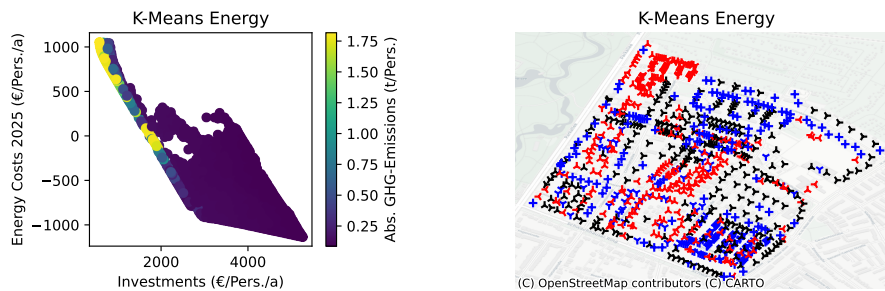 K-Means Energy
1000
500
0
−500
−1000
Energy Costs 2025 (€/Pers./a)
2000
4000
Investments (€/Pers./a)
1.75
1.50
1.25
1.00
0.75
0.50
0.25
Abs. GHG-Emissions (t/Pers.)
K-Means Energy
(C) OpenStreetMap contributors (C) CARTO